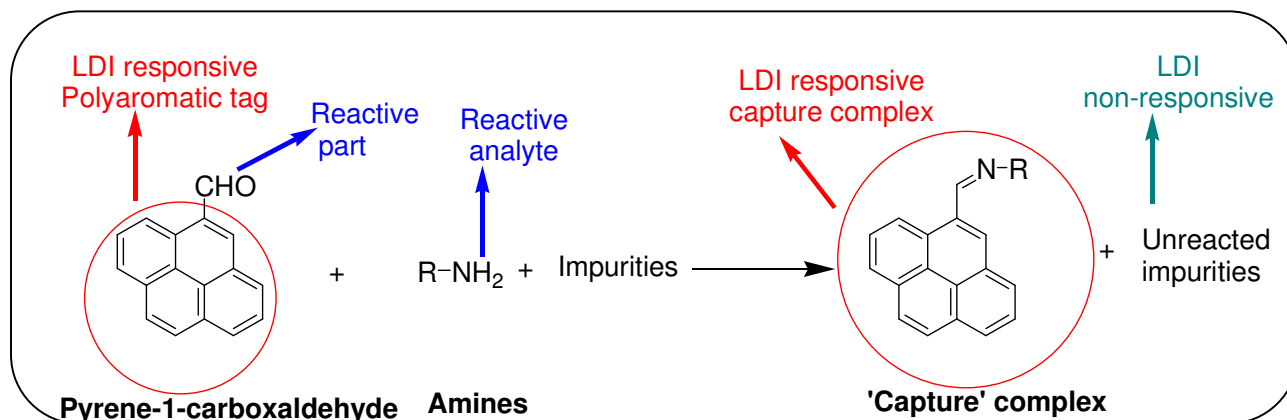 LDI responsive
Polyaromatic tag
Reactive
part
Reactive
analyte
LDI responsive
capture complex
LDI
non-responsive
CHO
N-R
+
R-NH₂
+
Impurities
+
Unreacted
impurities
Pyrene-1-carboxaldehyde
Amines
'Capture' complex